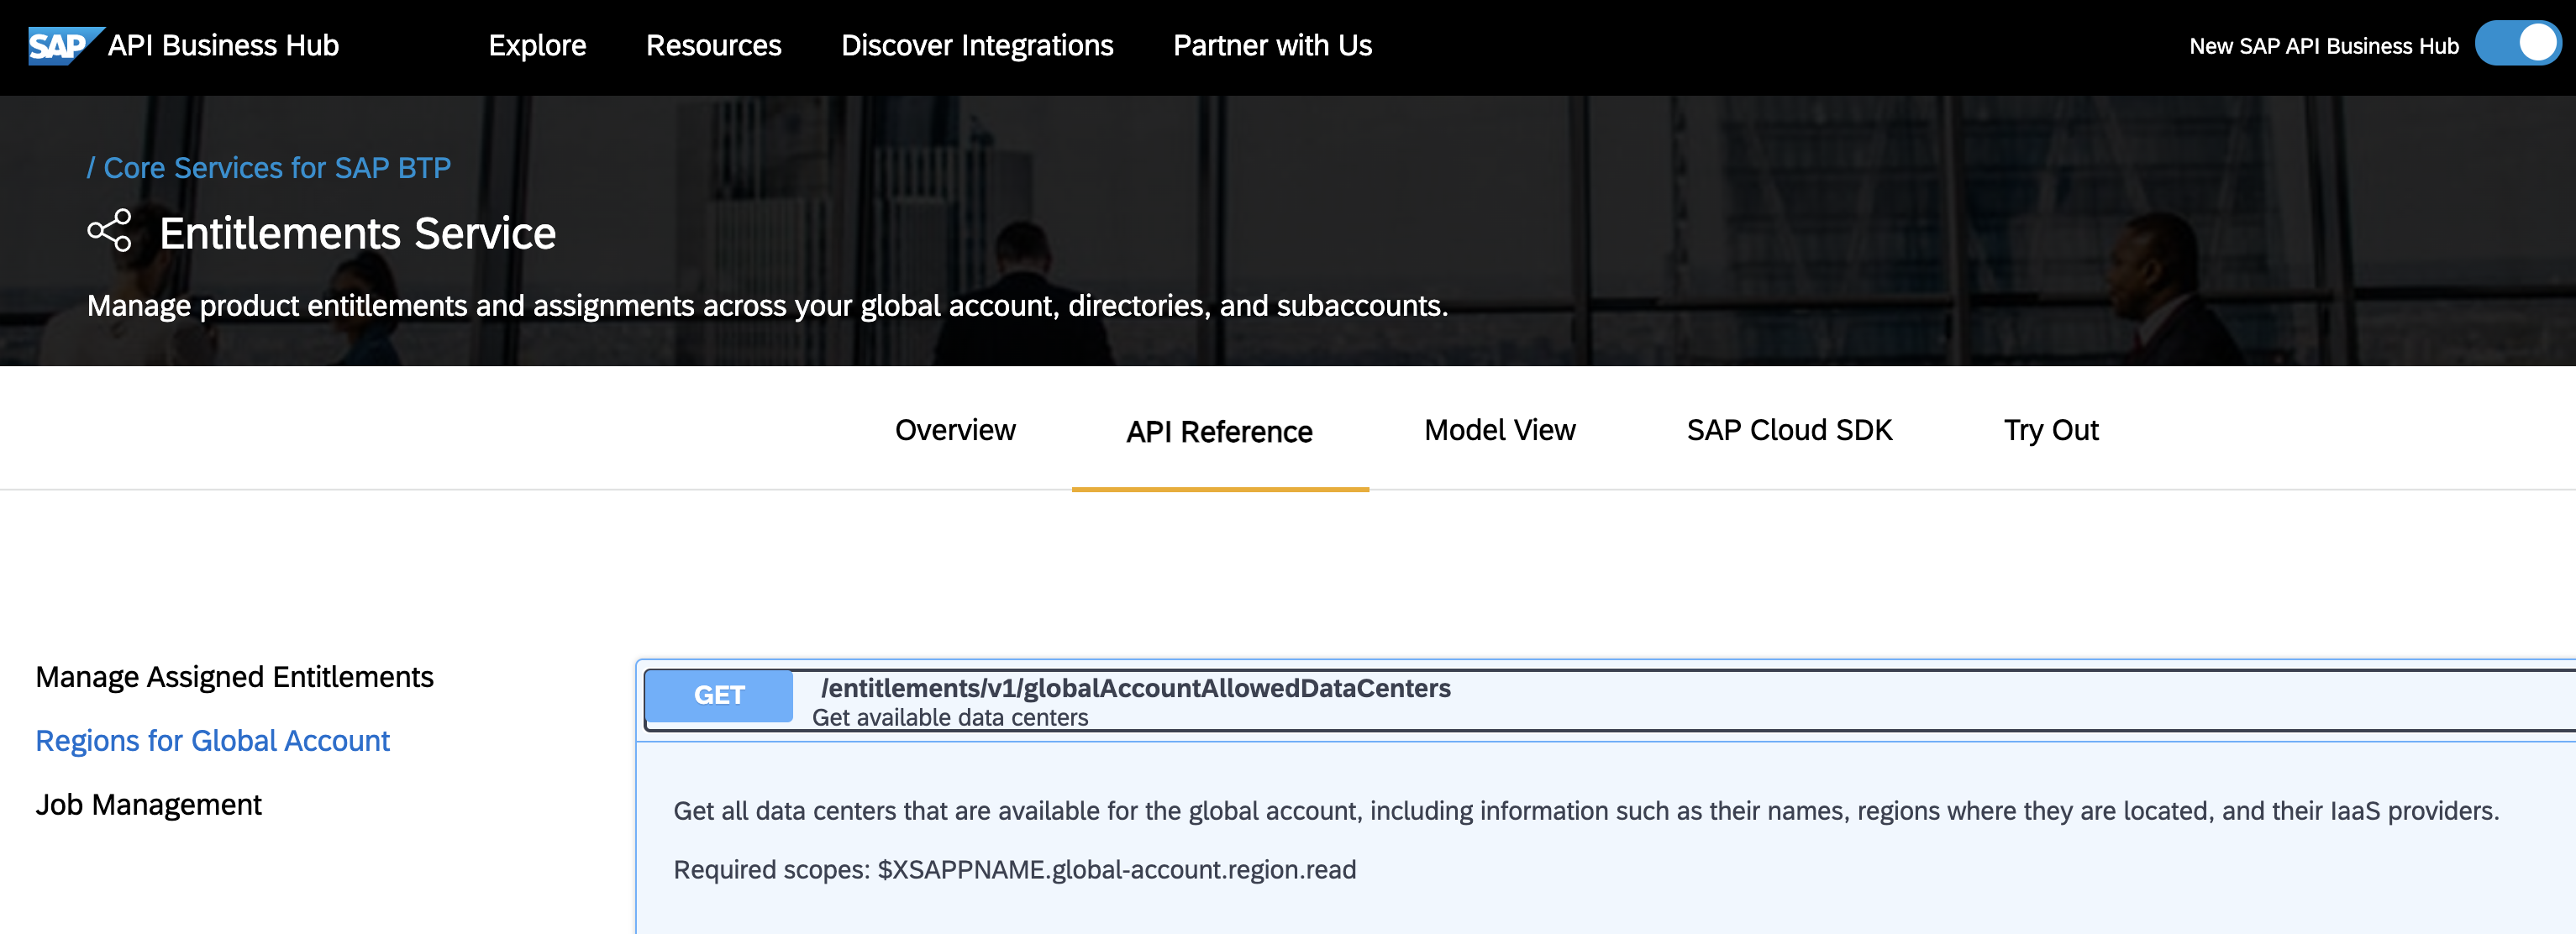 SAP API Business Hub Explore Resources Discover Integrations Partner with Us New SAP API Business Hub
/ Core Services for SAP BTP
Entitlements Service
Manage product entitlements and assignments across your global account, directories, and subaccounts.
Overview API Reference Model View SAP Cloud SDK Try Out
Manage Assigned Entitlements
Regions for Global Account
Job Management
GET /entitlements/v1/globalAccountAllowedDataCenters
Get available data centers
Get all data centers that are available for the global account, including information such as their names, regions where they are located, and their IaaS providers.
Required scopes: $XSAPPNAME.global-account.region.read